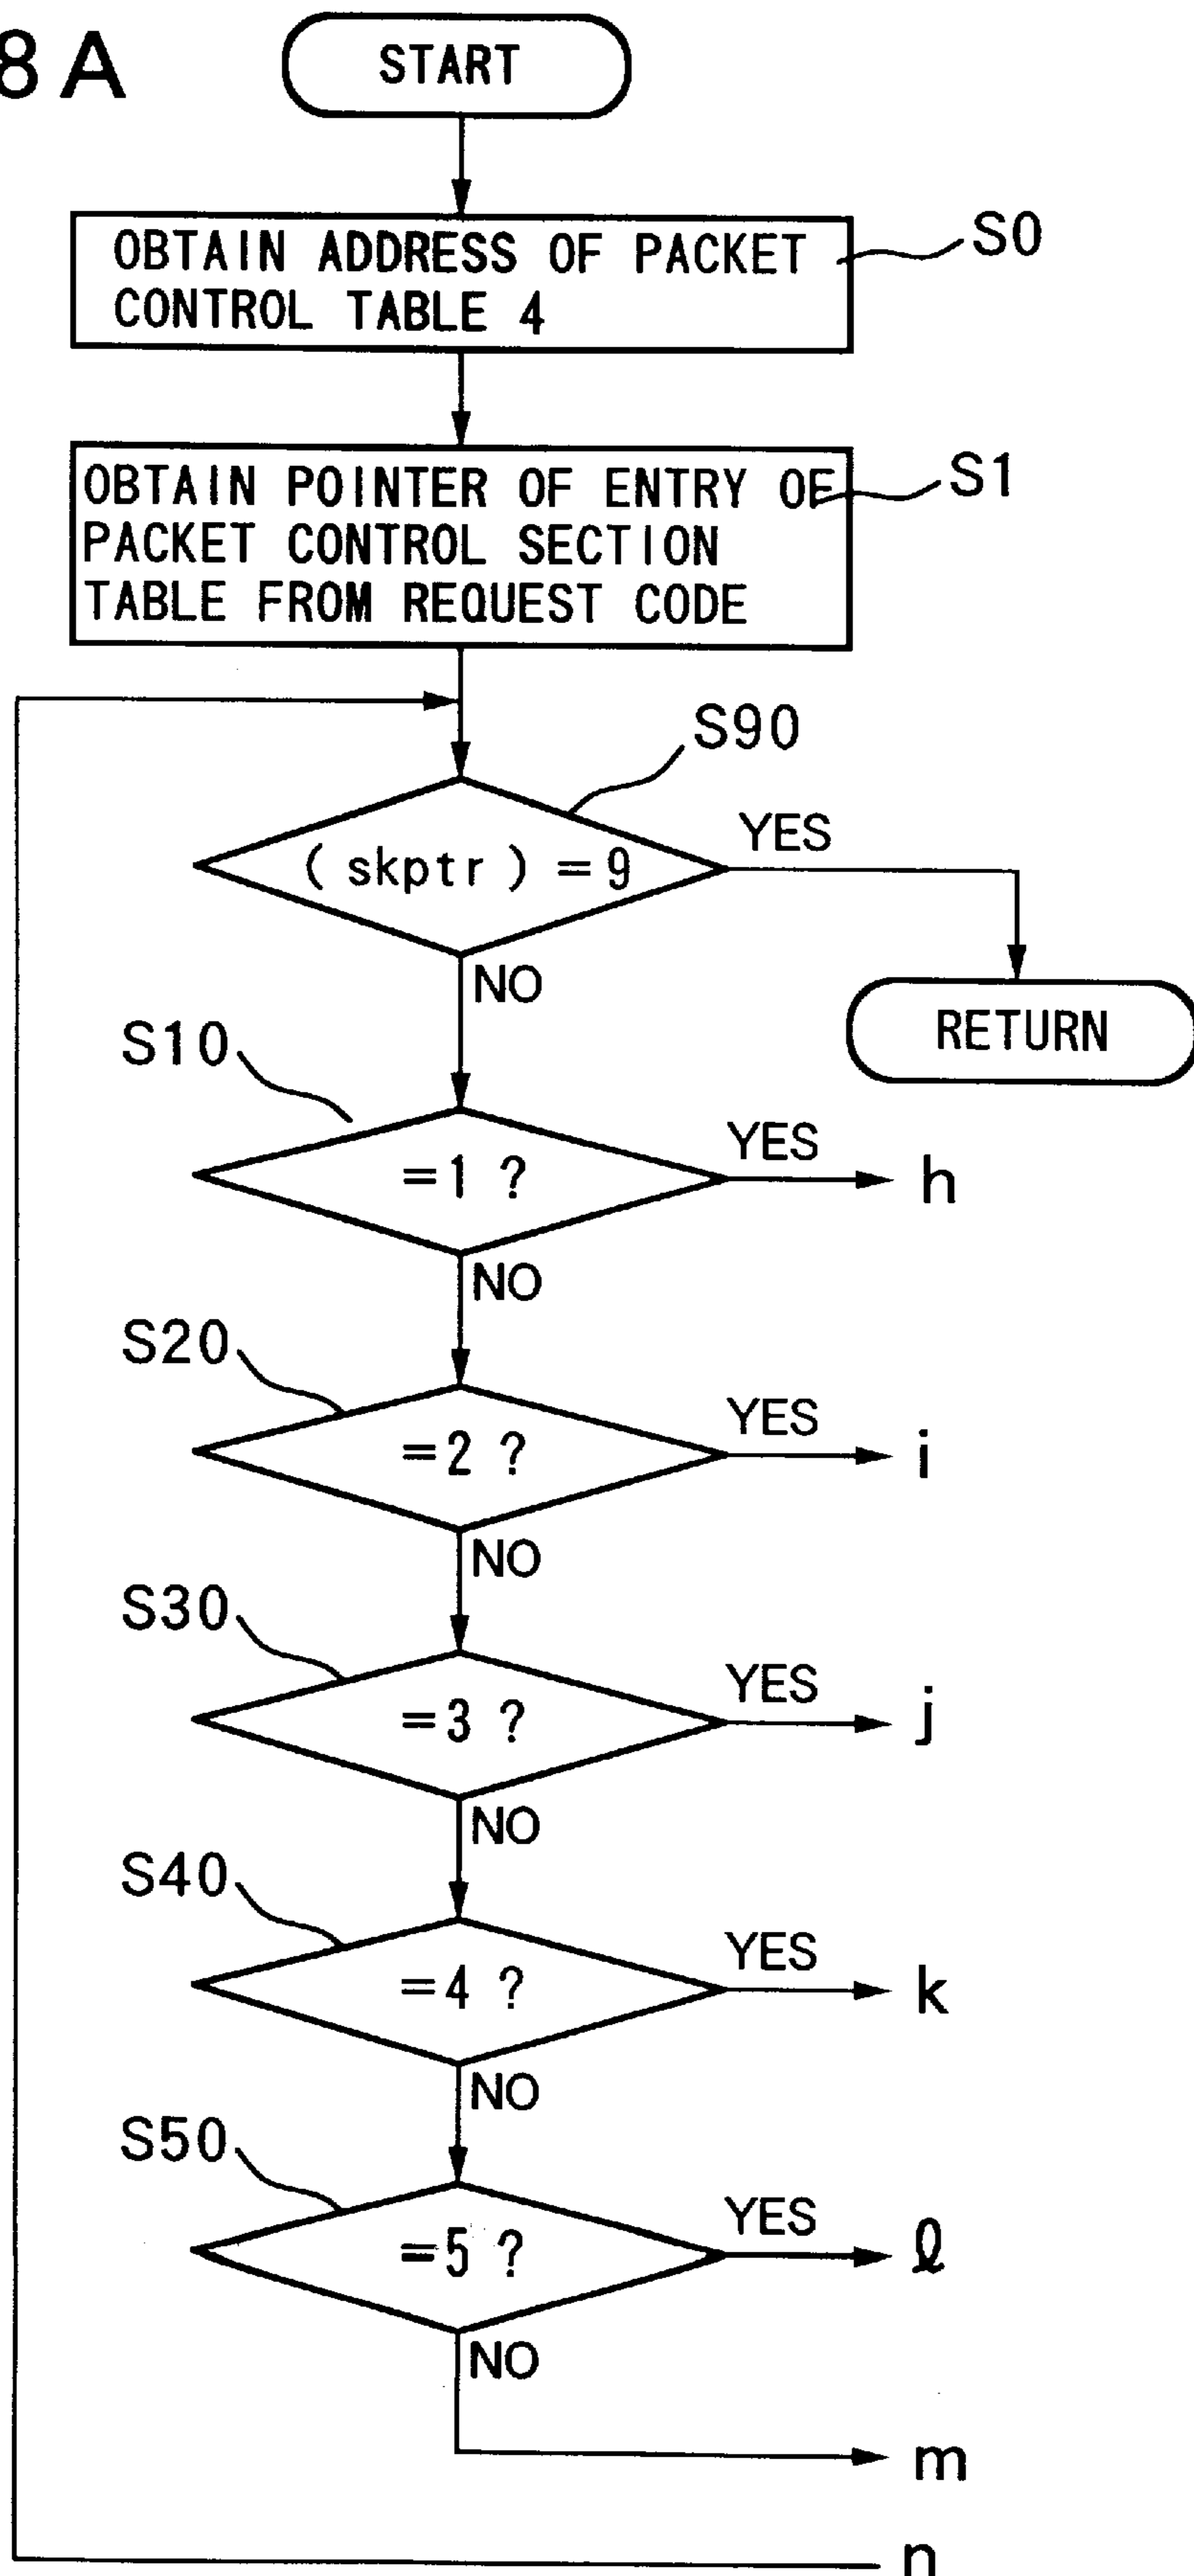 8A
START
OBTAIN ADDRESS OF PACKET
CONTROL TABLE 4
S0
OBTAIN POINTER OF ENTRY OF
PACKET CONTROL SECTION
TABLE FROM REQUEST CODE
S1
S90
(skptr)=9
YES
NO
RETURN
S10
=1 ?
YES
h
NO
S20
=2 ?
YES
i
NO
S30
=3 ?
YES
j
NO
S40
=4 ?
YES
k
NO
S50
=5 ?
YES
ℓ
NO
m
n